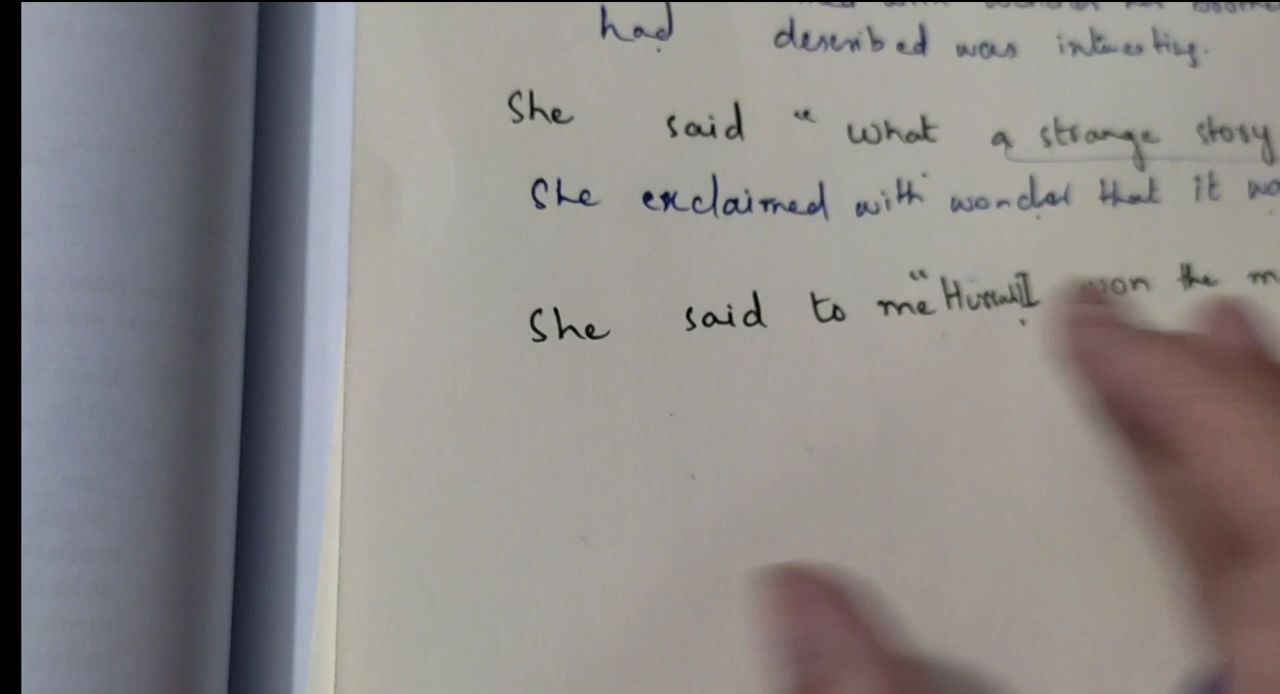 had described was interesting.
She said “ what a strange story
She exclaimed with wonder that it
She said to me “ Hurrah I won the